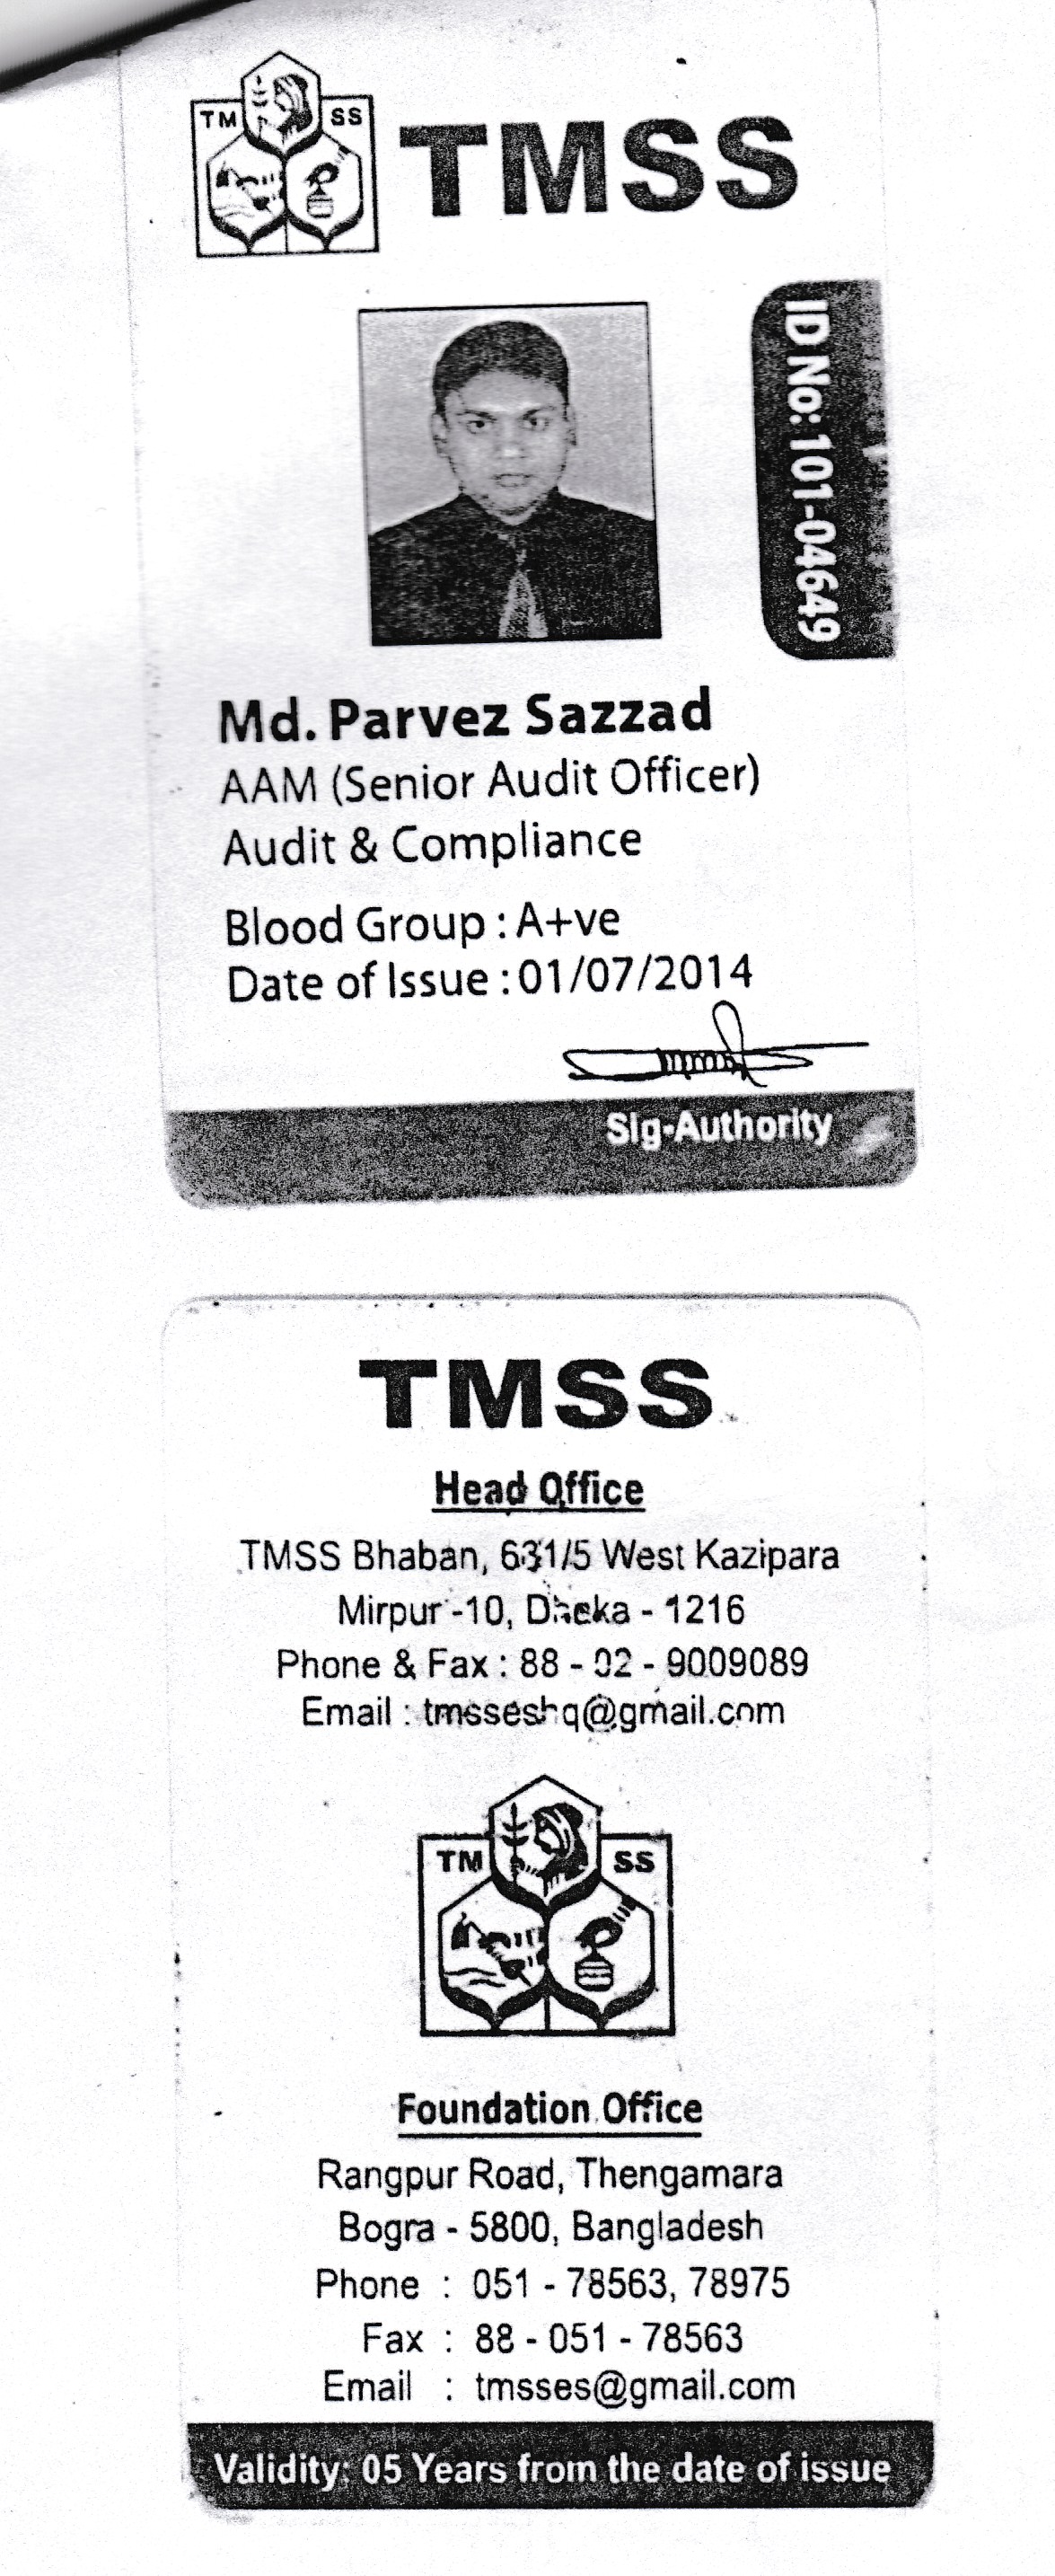 TM SS
TMSS
ID No: 101-04649
Md. Parvez Sazzad
AAM (Senior Audit Officer)
Audit & Compliance
Blood Group : A+ve
Date of Issue : 01/07/2014
Sig-Authority
TMSS
Head Office
TMSS Bhaban, 631/5 West Kazipara
Mirpur -10, Dhaka - 1216
Phone & Fax : 88 - 02 - 9009089
Email : tmsseshq@gmail.com
TM SS
Foundation Office
Rangpur Road, Thengamara
Bogra - 5800, Bangladesh
Phone : 051 - 78563, 78975
Fax : 88 - 051 - 78563
Email : tmsses@gmail.com
Validity: 05 Years from the date of issue